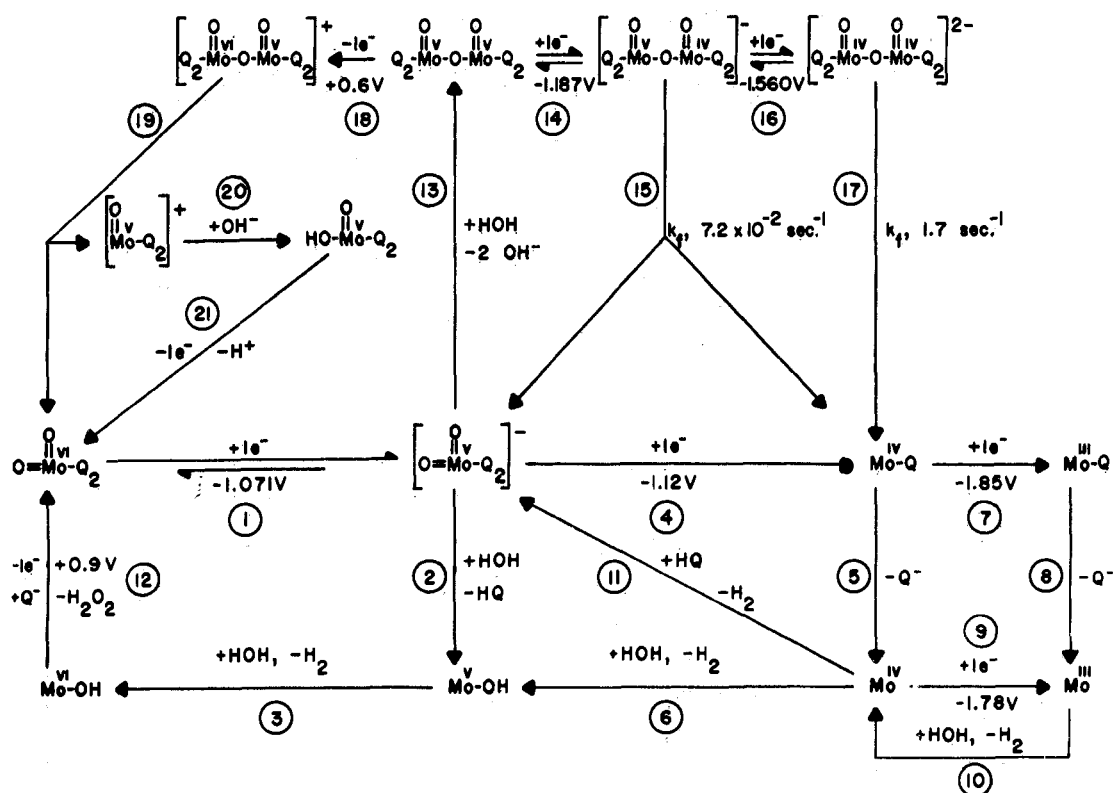 O O O O O O O O
[Q₂-Mo(VI)-O-Mo(V)-Q₂]⁺ -1e⁻ +0.6V (18) Q₂-Mo(V)-O-Mo(V)-Q₂ +1e⁻ -1.187V (14) [Q₂-Mo(V)-O-Mo(IV)-Q₂]⁻ +1e⁻ -1.560V (16) [Q₂-Mo(IV)-O-Mo(IV)-Q₂]²⁻
(19)
(13) +HOH -2 OH⁻
(15) k_f, 7.2 x 10⁻² sec.⁻¹
(17) k_f, 1.7 sec.⁻¹
O
[Mo(V)-Q₂]⁺ (20) +OH⁻
O
HO-Mo(V)-Q₂
(21) -1e⁻ -H⁺
O
O=Mo(VI)-Q₂ +1e⁻ -1.071V (1)
O
[O=Mo(V)-Q₂]⁻ +1e⁻ -1.12V (4)
Mo(IV)-Q +1e⁻ -1.85V (7) Mo(III)-Q
-1e⁻ +0.9V (12)
+Q⁻ -H₂O₂
(2) +HOH -HQ
(11) +HQ -H₂
(5) -Q⁻
(8) -Q⁻
Mo(VI)-OH +HOH, -H₂ (3) Mo(V)-OH +HOH, -H₂ (6) Mo(IV) (9) +1e⁻ -1.78V Mo(III)
+HOH, -H₂
(10)